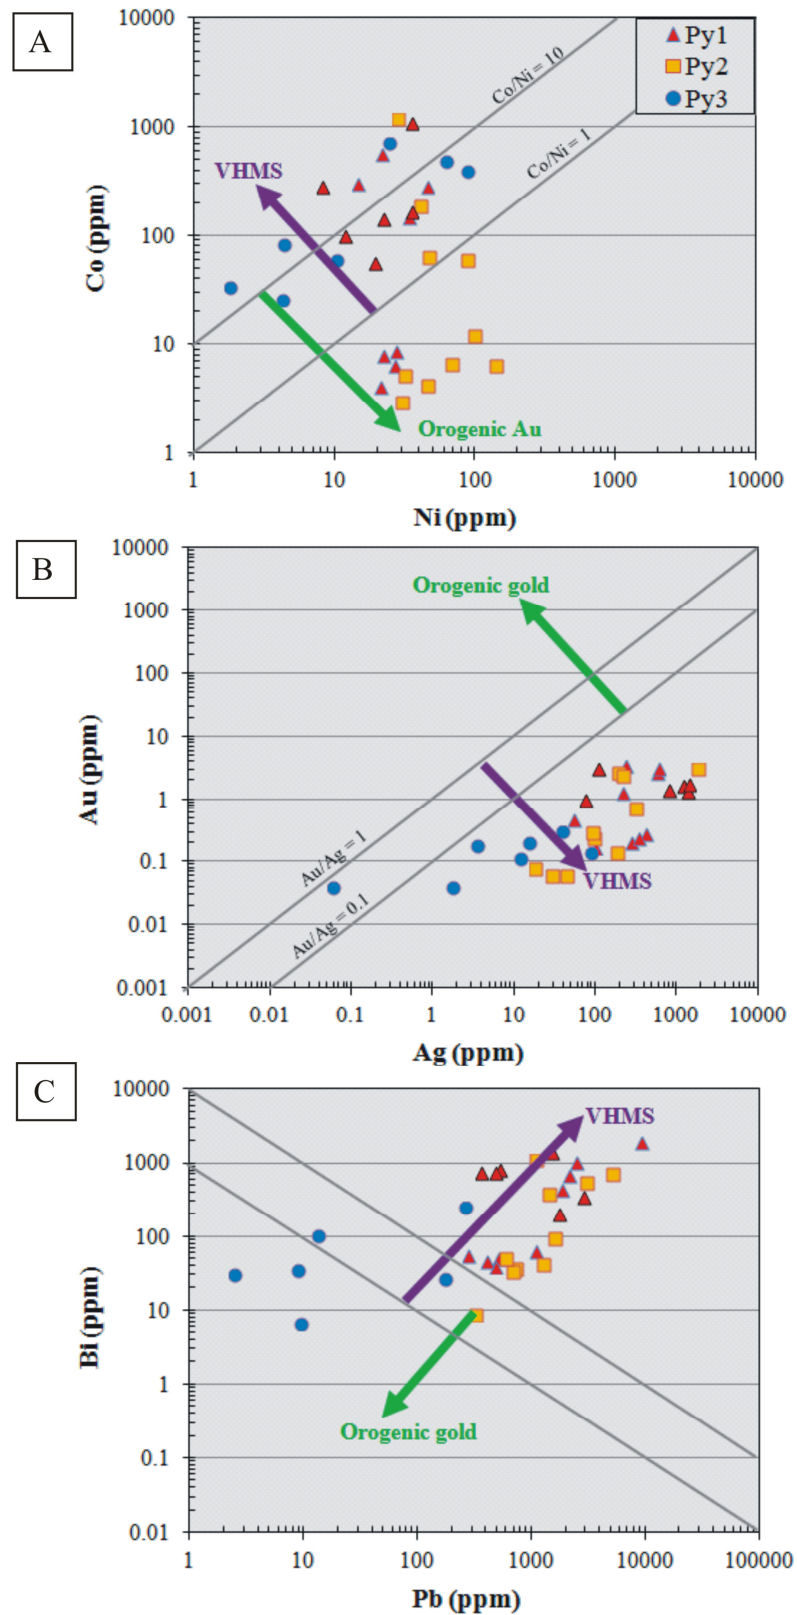 A
10000
1000
100
10
1
Co (ppm)
Co/Ni = 10
Co/Ni = 1
Py1
Py2
Py3
VHMS
Orogenic Au
1 10 100 1000 10000
Ni (ppm)
B
10000
1000
100
10
1
0.1
0.01
0.001
Au (ppm)
Orogenic gold
VHMS
Au/Ag = 1
Au/Ag = 0.1
0.001 0.01 0.1 1 10 100 1000 10000
Ag (ppm)
C
10000
1000
100
10
1
0.1
0.01
Bi (ppm)
VHMS
Orogenic gold
1 10 100 1000 10000 100000
Pb (ppm)